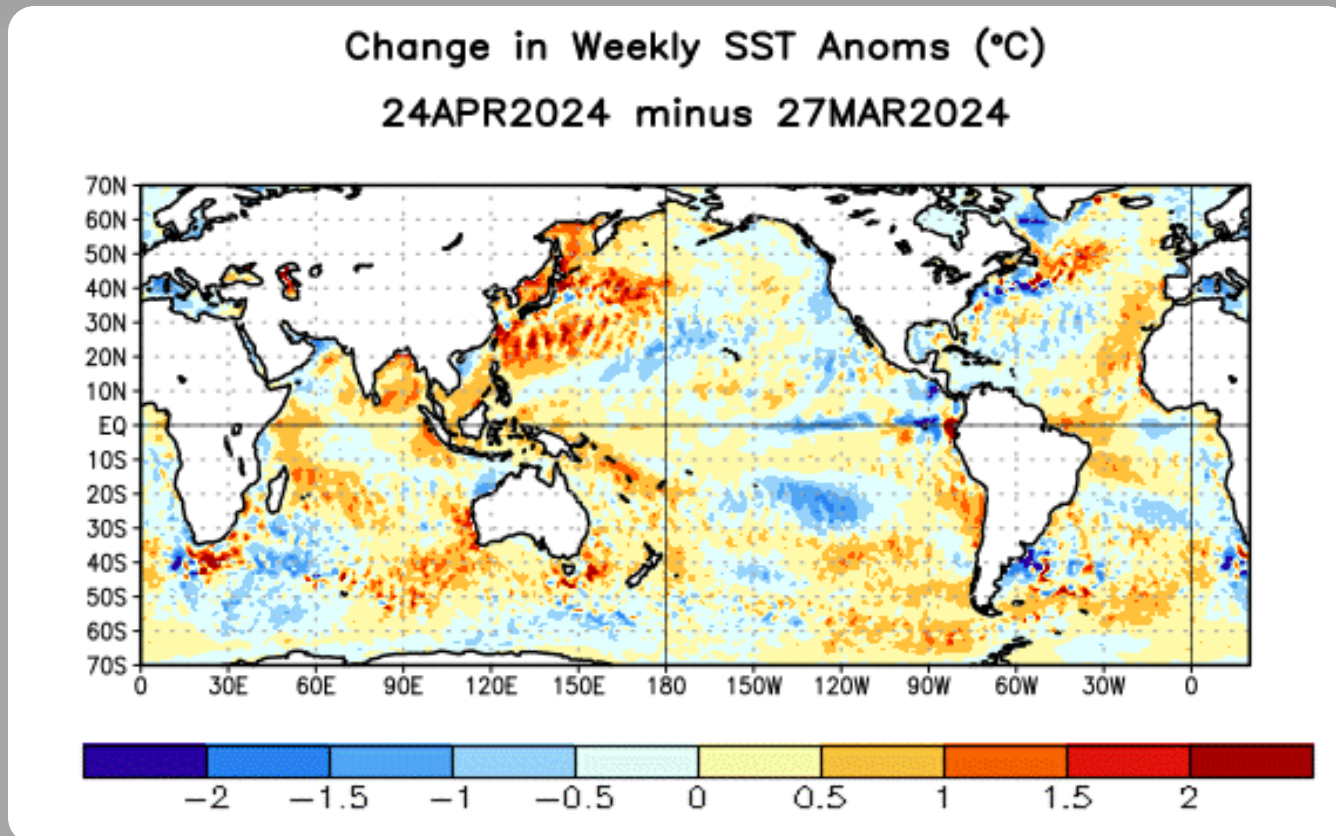 Change in Weekly SST Anoms (°C)
24APR2024 minus 27MAR2024
70N
60N
50N
40N
30N
20N
10N
EQ
10S
20S
30S
40S
50S
60S
70S
0 30E 60E 90E 120E 150E 180 150W 120W 90W 60W 30W 0
−2 −1.5 −1 −0.5 0 0.5 1 1.5 2